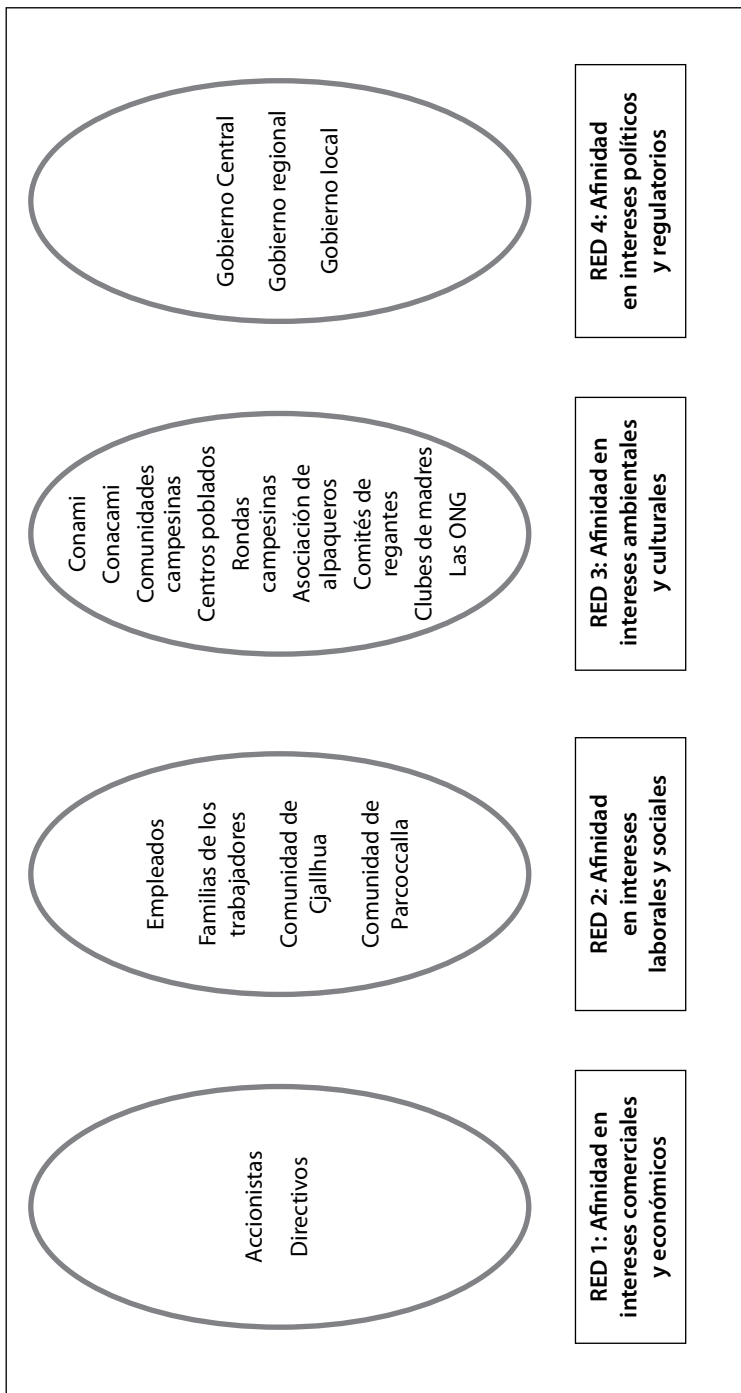 Accionistas
Directivos
RED 1: Afinidad en
intereses comerciales
y económicos
Empleados
Familias de los
trabajadores
Comunidad de
Cjallhua
Comunidad de
Parcoccalla
RED 2: Afinidad
en intereses
laborales y sociales
Conami
Conacami
Comunidades
campesinas
Centros poblados
Rondas
campesinas
Asociación de
alpaqueros
Comités de
regantes
Clubes de madres
Las ONG
RED 3: Afinidad en
intereses ambientales
y culturales
Gobierno Central
Gobierno regional
Gobierno local
RED 4: Afinidad
en intereses políticos
y regulatorios